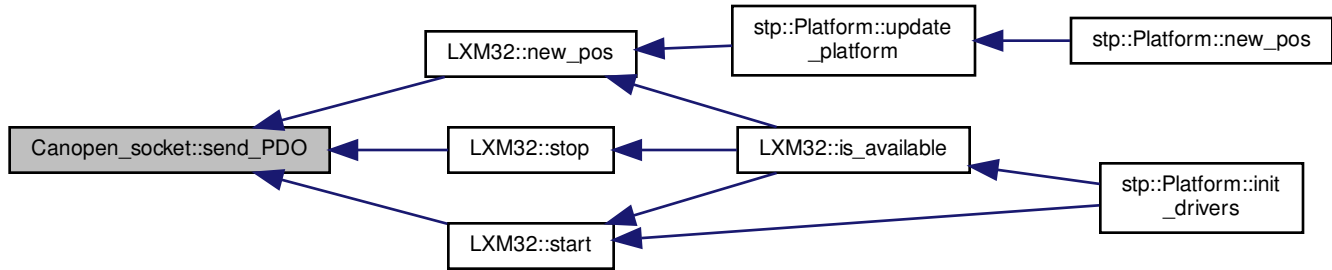 Canopen_socket::send_PDO
LXM32::new_pos
LXM32::stop
LXM32::start
stp::Platform::update
_platform
LXM32::is_available
stp::Platform::new_pos
stp::Platform::init
_drivers